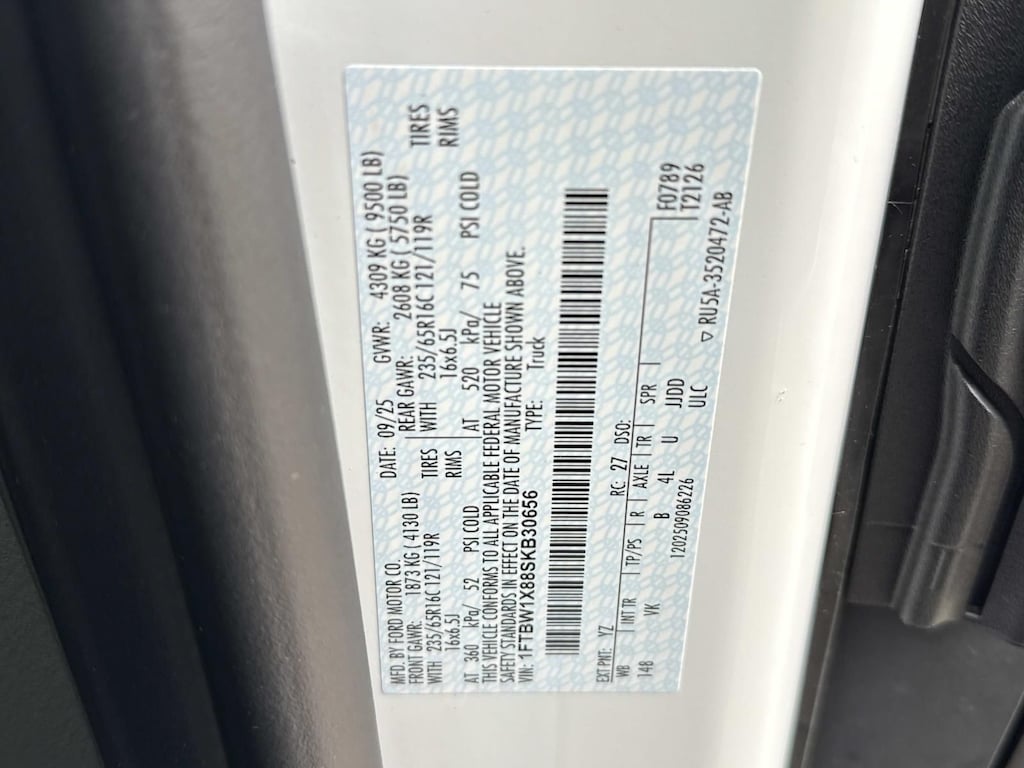 MFD. BY FORD MOTOR CO. DATE: 09/25 GVWR: 4309 KG ( 9500 LB)
FRONT GAWR: 1873 KG ( 4130 LB) REAR GAWR: 2608 KG ( 5750 LB)
WITH 235/65R16C 121/119R TIRES WITH 235/65R16C 121/119R TIRES
16x6.5J RIMS 16x6.5J RIMS
AT 360 kPa/ 52 PSI COLD AT 520 kPa/ 75 PSI COLD
THIS VEHICLE CONFORMS TO ALL APPLICABLE FEDERAL MOTOR VEHICLE
SAFETY STANDARDS IN EFFECT ON THE DATE OF MANUFACTURE SHOWN ABOVE.
VIN: 1FTBW1X88SKB30656 TYPE: Truck
EXT PNT: YZ RC: 27 DSO: F0789
WB INT TR TP/PS R AXLE TR SPR T2126
148 VK B 4L U JJDD
1202509086226 ULC ▽ RU5A-3520472-AB